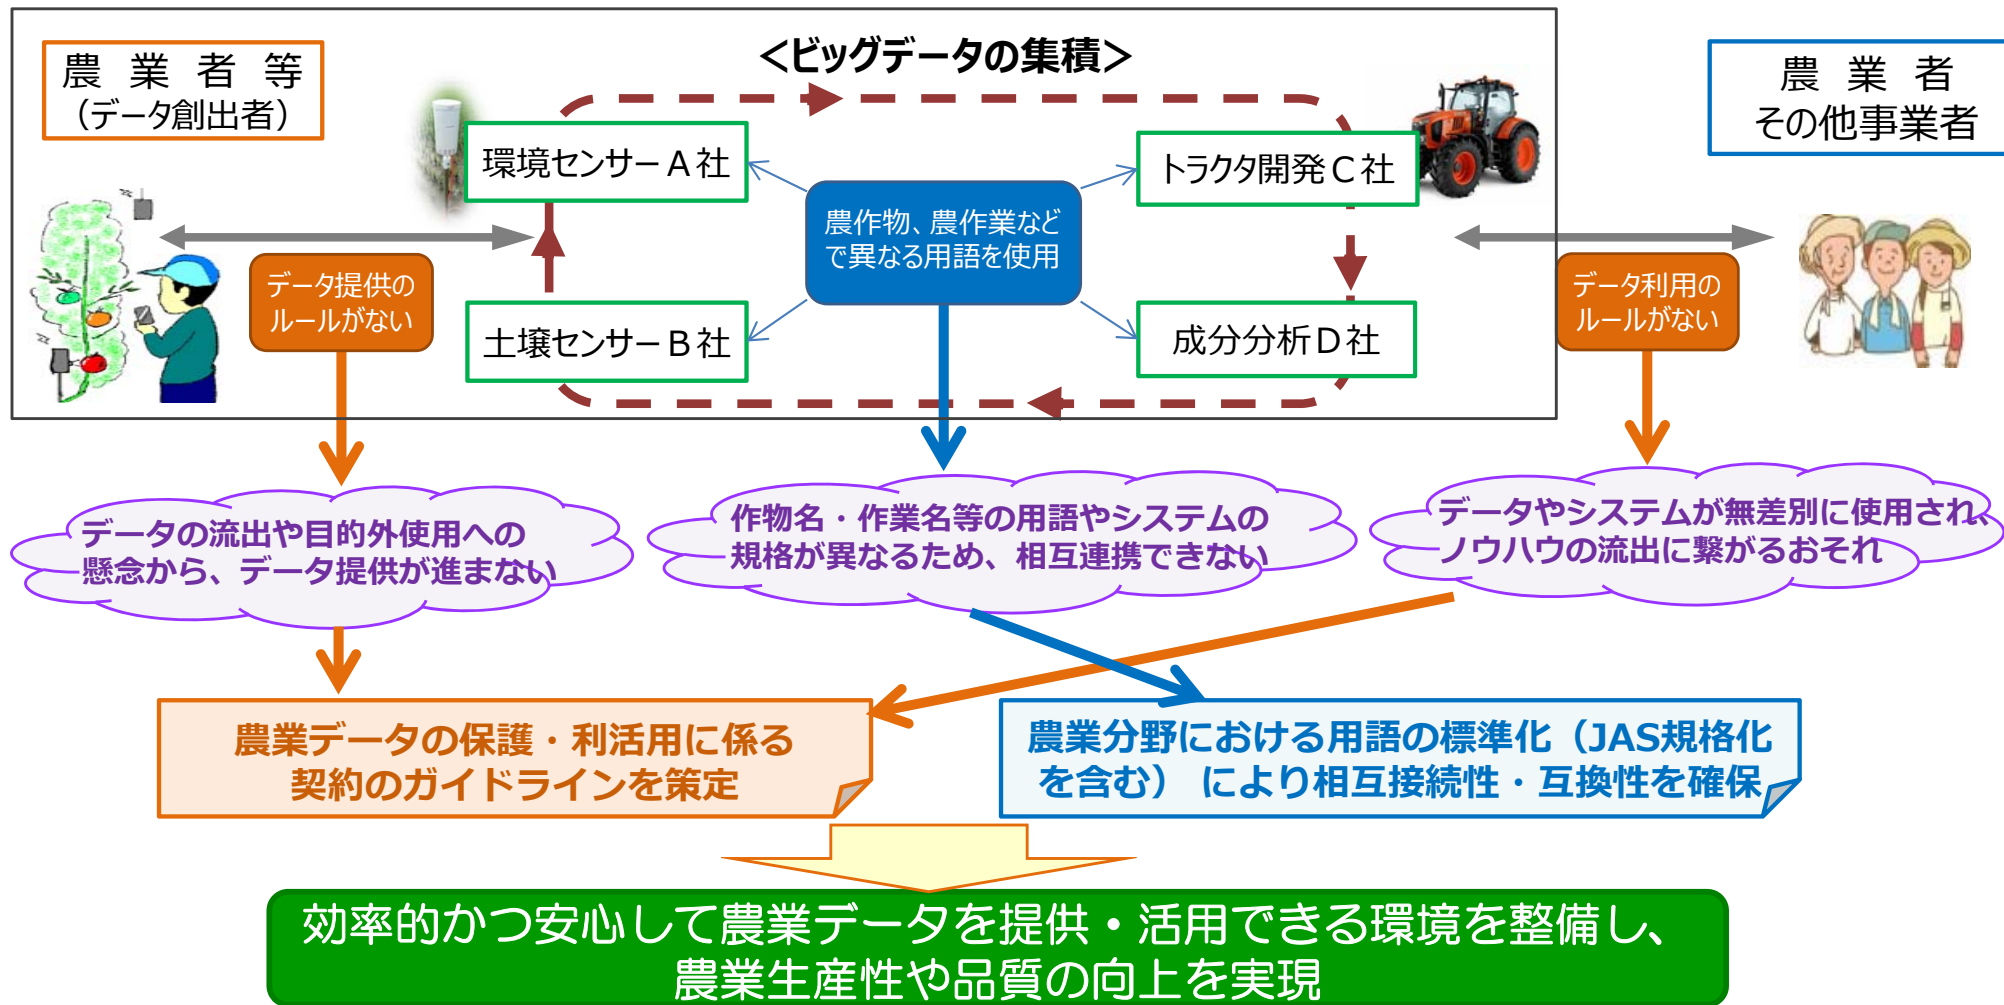 <ビッグデータの集積>
農業者等
（データ創出者）
農業者
その他事業者
環境センサーA社
トラクタ開発C社
農作物、農作業など
で異なる用語を使用
データ提供の
ルールがない
データ利用の
ルールがない
土壌センサーB社
成分分析D社
データの流出や目的外使用への
懸念から、データ提供が進まない
作物名・作業名等の用語やシステムの
規格が異なるため、相互連携できない
データやシステムが無差別に使用され、
ノウハウの流出に繋がるおそれ
農業データの保護・利活用に係る
契約のガイドラインを策定
農業分野における用語の標準化（JAS規格化
を含む） により相互接続性・互換性を確保
効率的かつ安心して農業データを提供・活用できる環境を整備し、
農業生産性や品質の向上を実現